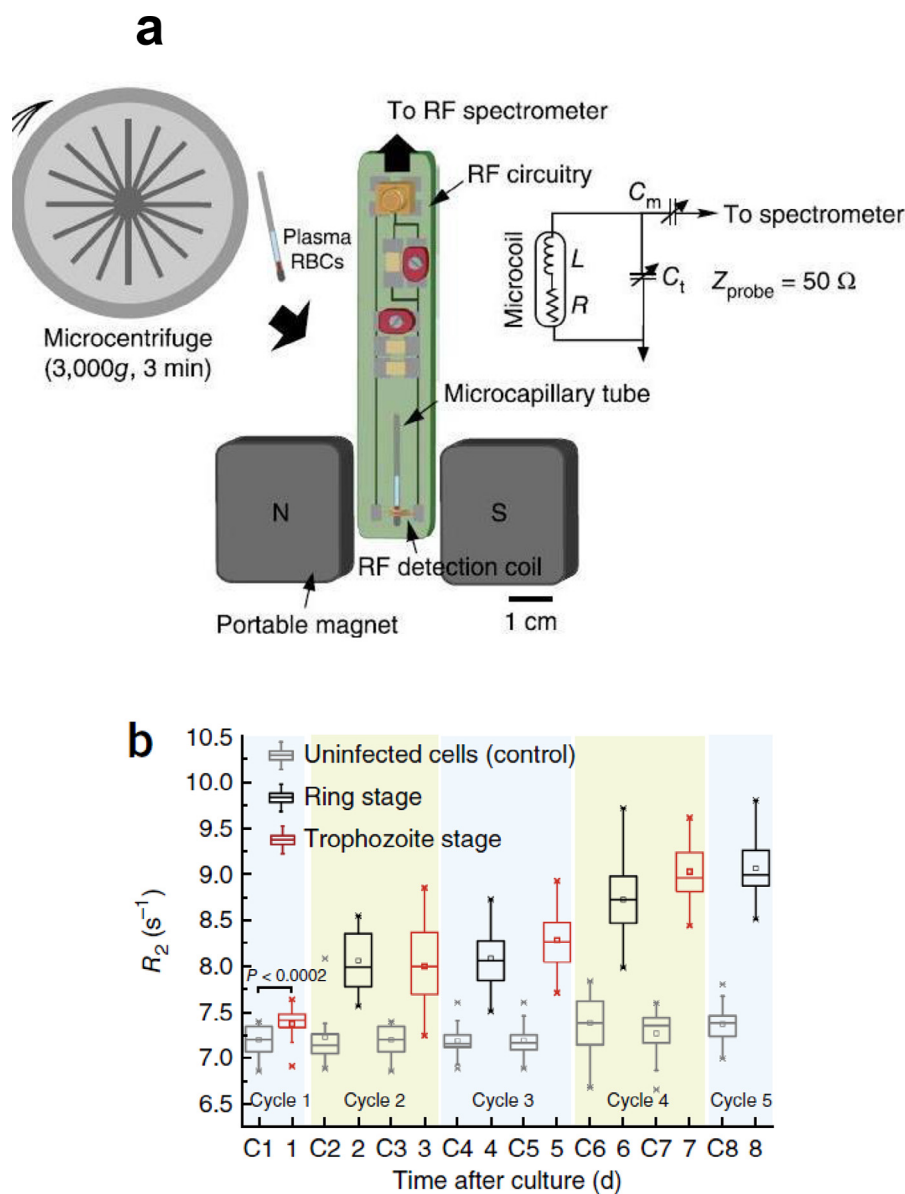 a
To RF spectrometer
RF circuitry
Plasma
RBCs
Microcentrifuge
(3,000g, 3 min)
Microcoil
L
R
Cm
Ct
To spectrometer
Zprobe = 50 Ω
Microcapillary tube
N
S
RF detection coil
Portable magnet
1 cm
b
R2 (s−1)
10.5
10.0
9.5
9.0
8.5
8.0
7.5
7.0
6.5
Uninfected cells (control)
Ring stage
Trophozoite stage
P < 0.0002
Cycle 1 Cycle 2 Cycle 3 Cycle 4 Cycle 5
C1 1 C2 2 C3 3 C4 4 C5 5 C6 6 C7 7 C8 8
Time after culture (d)